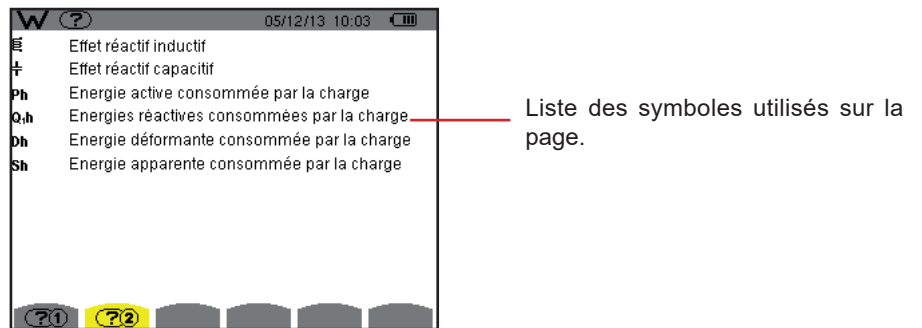 W ? 05/12/13 10:03
Effet réactif inductif
Effet réactif capacitif
Ph Energie active consommée par la charge
Q₁h Energies réactives consommées par la charge
Dh Energie déformante consommée par la charge
Sh Energie apparente consommée par la charge
?1 ?2
Liste des symboles utilisés sur la
page.